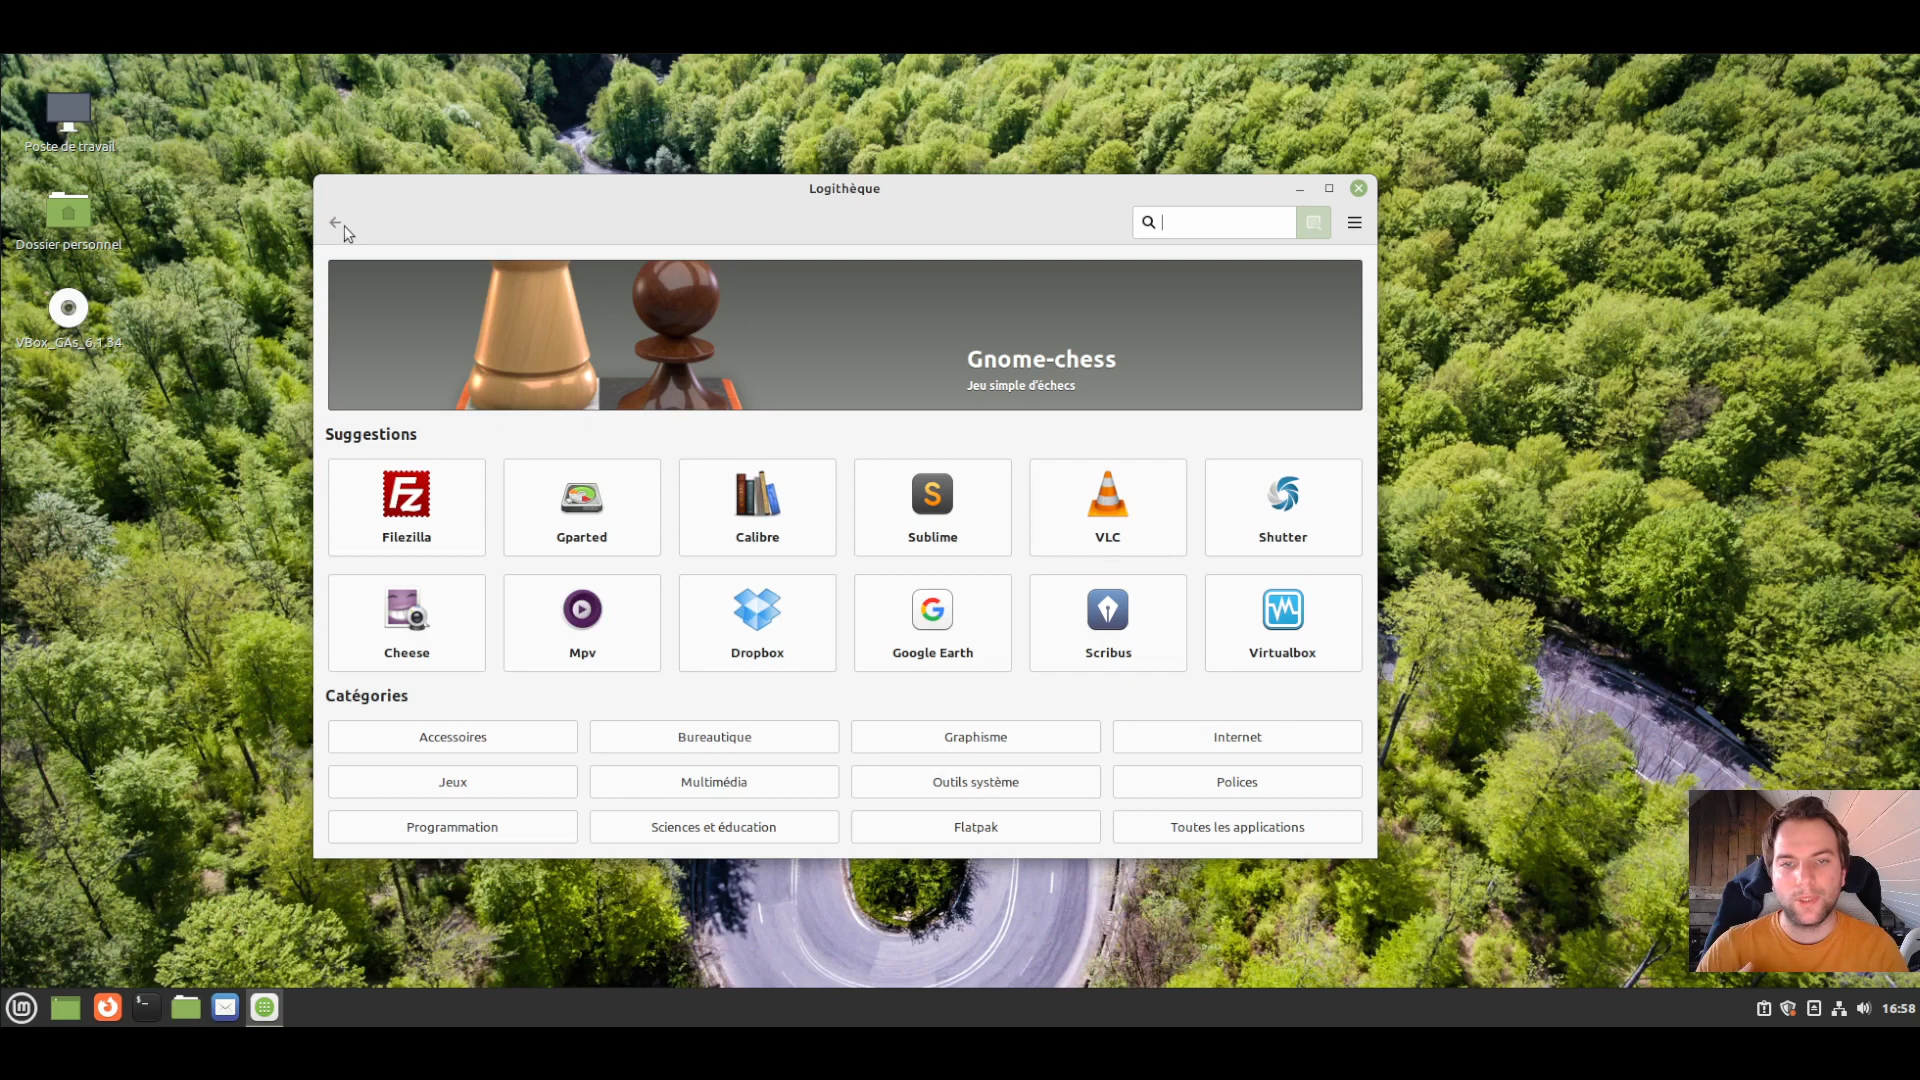 Poste de travail
Dossier personnel
VBox_GAs_6.1.34
Logithèque
Gnome-chess
Jeu simple d'échecs
Suggestions
Filezilla
Gparted
Calibre
Sublime
VLC
Shutter
Cheese
Mpv
Dropbox
Google Earth
Scribus
Virtualbox
Catégories
Accessoires
Bureautique
Graphisme
Internet
Jeux
Multimédia
Outils système
Polices
Programmation
Sciences et éducation
Flatpak
Toutes les applications
16:58